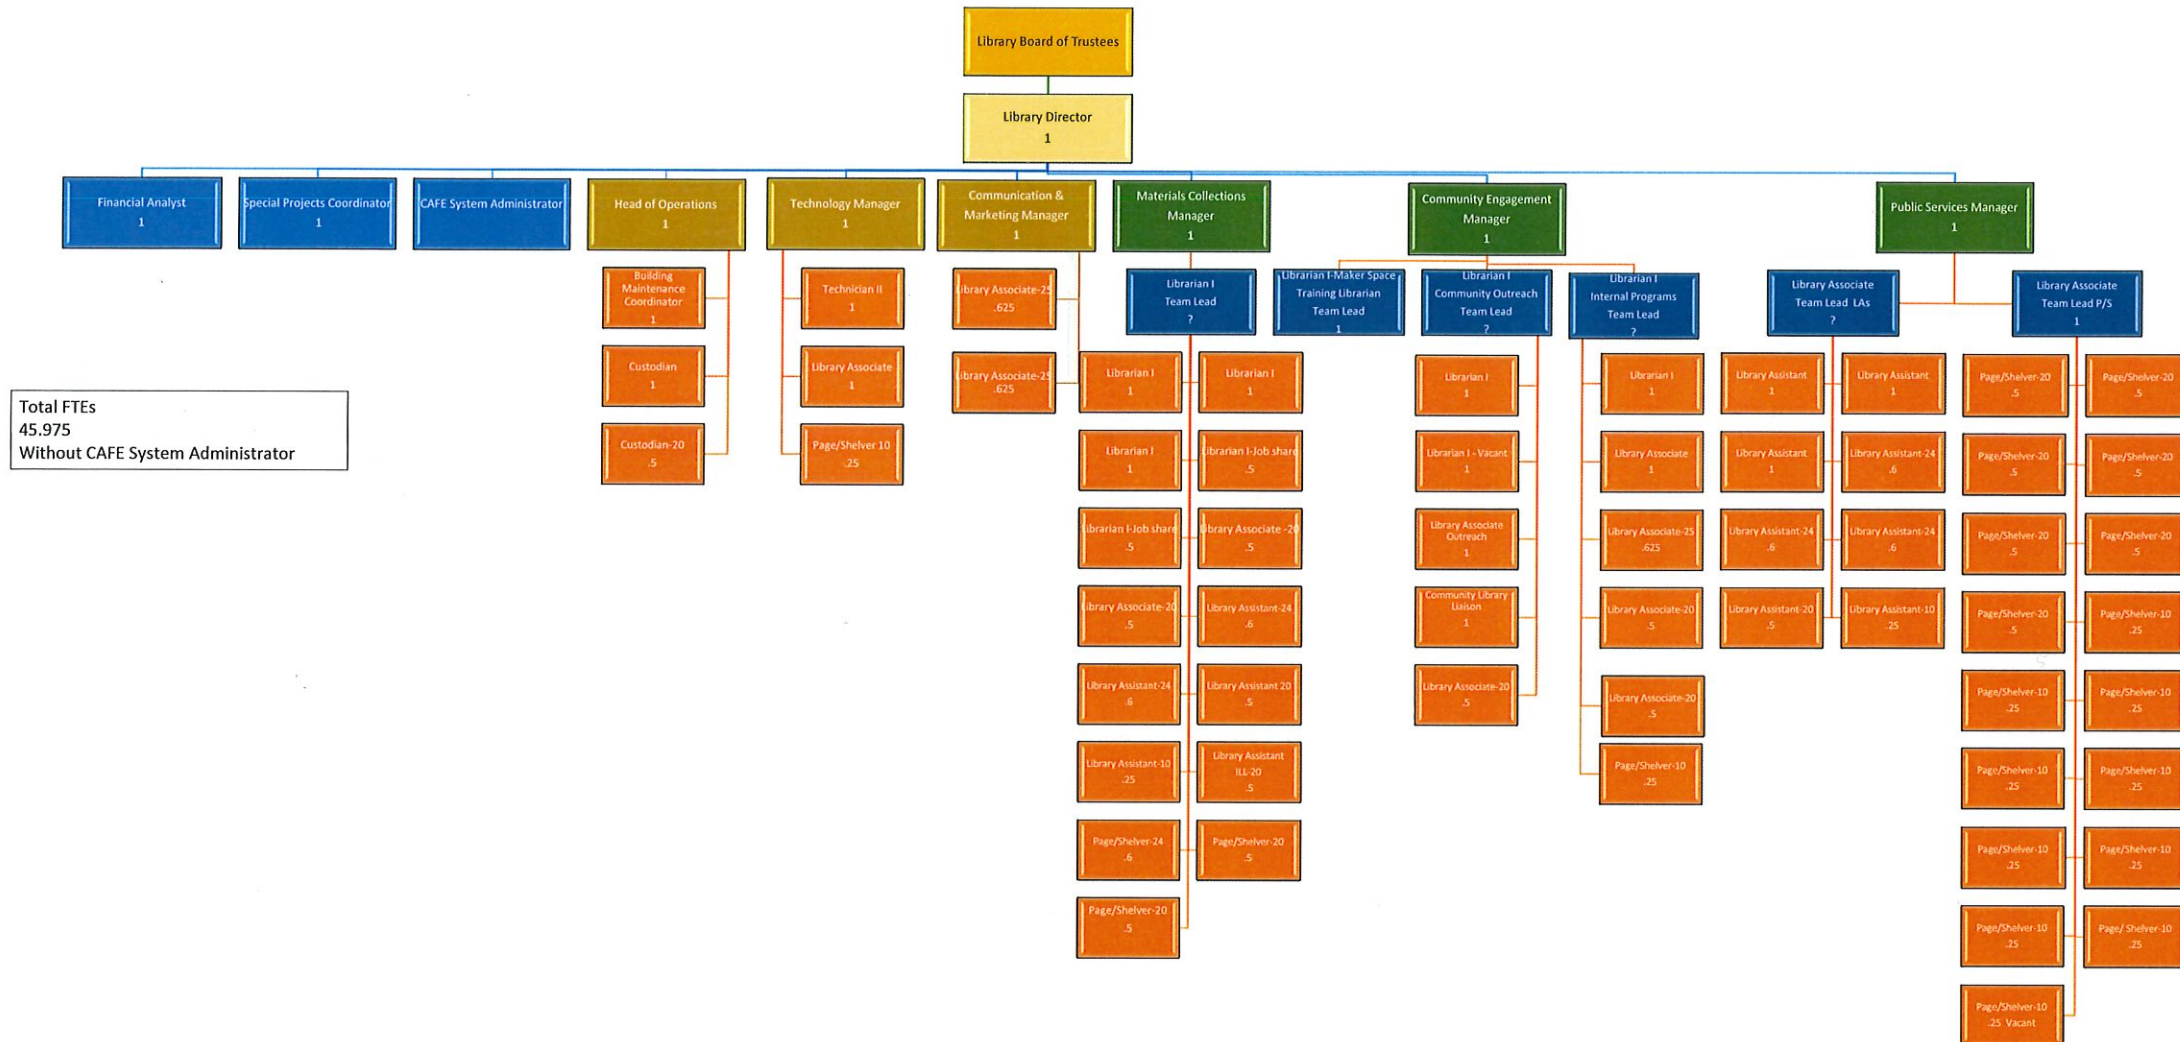 Library Board of Trustees
Library Director
1
Financial Analyst
1
Special Projects Coordinator
1
CAFE System Administrator
Head of Operations
1
Technology Manager
1
Communication &
Marketing Manager
1
Materials Collections
Manager
1
Community Engagement
Manager
1
Public Services Manager
1
Building
Maintenance
Coordinator
1
Custodian
1
Custodian-20
.5
Technician II
1
Library Associate
1
Page/Shelver 10
.25
Library Associate-25
.625
Library Associate-25
.625
Librarian I
Team Lead
?
Librarian I
1
Librarian I
1
Librarian I
1
Librarian I-Job share
.5
Librarian I-Job share
.5
Library Associate -20
.5
Library Associate-20
.5
Library Assistant-24
.6
Library Assistant-24
.6
Library Assistant 20
.5
Library Assistant-10
.25
Library Assistant
ILL-20
.5
Page/Shelver-24
.6
Page/Shelver-20
.5
Page/Shelver-20
.5
Librarian I-Maker Space
Training Librarian
Team Lead
1
Librarian I
Community Outreach
Team Lead
?
Librarian I
1
Librarian I - Vacant
1
Library Associate
Outreach
1
Community Library
Liaison
1
Library Associate-20
.5
Librarian I
Internal Programs
Team Lead
?
Librarian I
1
Library Associate
1
Library Associate-25
.625
Library Associate-20
.5
Library Associate-20
.5
Page/Shelver-10
.25
Library Associate
Team Lead LAs
?
Library Assistant
1
Library Assistant
1
Library Assistant
1
Library Assistant-24
.6
Library Assistant-24
.6
Library Assistant-24
.6
Library Assistant-20
.5
Library Assistant-10
.25
Library Associate
Team Lead P/S
1
Page/Shelver-20
.5
Page/Shelver-20
.5
Page/Shelver-20
.5
Page/Shelver-20
.5
Page/Shelver-20
.5
Page/Shelver-20
.5
Page/Shelver-20
.5
Page/Shelver-10
.25
Page/Shelver-10
.25
Page/Shelver-10
.25
Page/Shelver-10
.25
Page/Shelver-10
.25
Page/Shelver-10
.25
Page/Shelver-10
.25
Page/Shelver-10
.25
Page/ Shelver-10
.25
Page/Shelver-10
.25 Vacant
Total FTEs
45.975
Without CAFE System Administrator